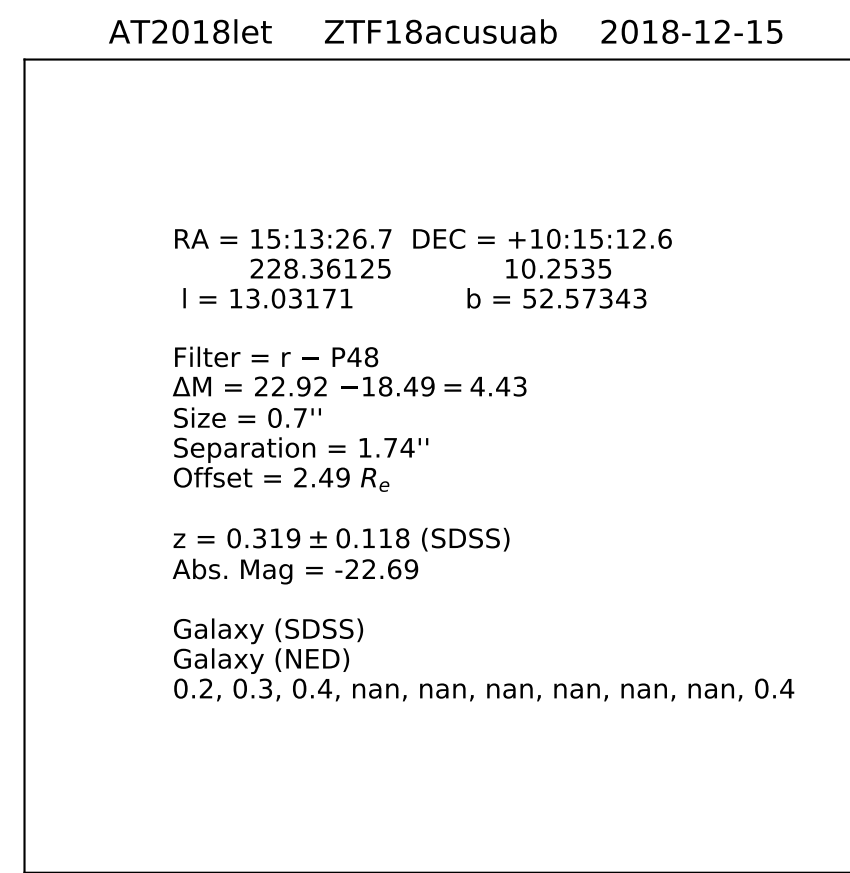 AT2018let ZTF18acusuab 2018-12-15
RA = 15:13:26.7 DEC = +10:15:12.6
228.36125 10.2535
l = 13.03171 b = 52.57343
Filter = r − P48
ΔM = 22.92 −18.49 = 4.43
Size = 0.7''
Separation = 1.74''
Offset = 2.49 Rₑ
z = 0.319 ± 0.118 (SDSS)
Abs. Mag = -22.69
Galaxy (SDSS)
Galaxy (NED)
0.2, 0.3, 0.4, nan, nan, nan, nan, nan, nan, 0.4